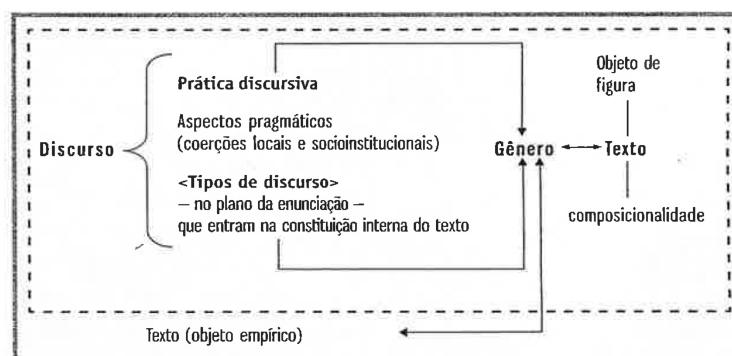 Prática discursiva
Aspectos pragmáticos
(coerções locais e socioinstitucionais)
Discurso
<Tipos de discurso>
– no plano da enunciação –
que entram na constituição interna do texto
Gênero
Objeto de
figura
Texto
composicionalidade
Texto (objeto empírico)